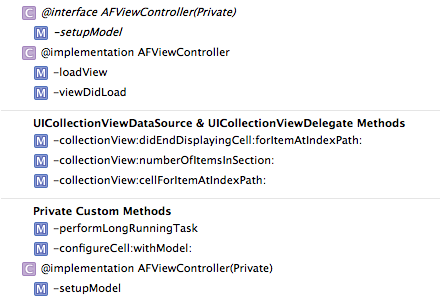 C @interface AFViewController(Private)
M -setupModel
C @implementation AFViewController
M -loadView
M -viewDidLoad
UICollectionViewDataSource & UICollectionViewDelegate Methods
M -collectionView:didEndDisplayingCell:forItemAtIndexPath:
M -collectionView:numberOfItemsInSection:
M -collectionView:cellForItemAtIndexPath:
Private Custom Methods
M -performLongRunningTask
M -configureCell:withModel:
C @implementation AFViewController(Private)
M -setupModel